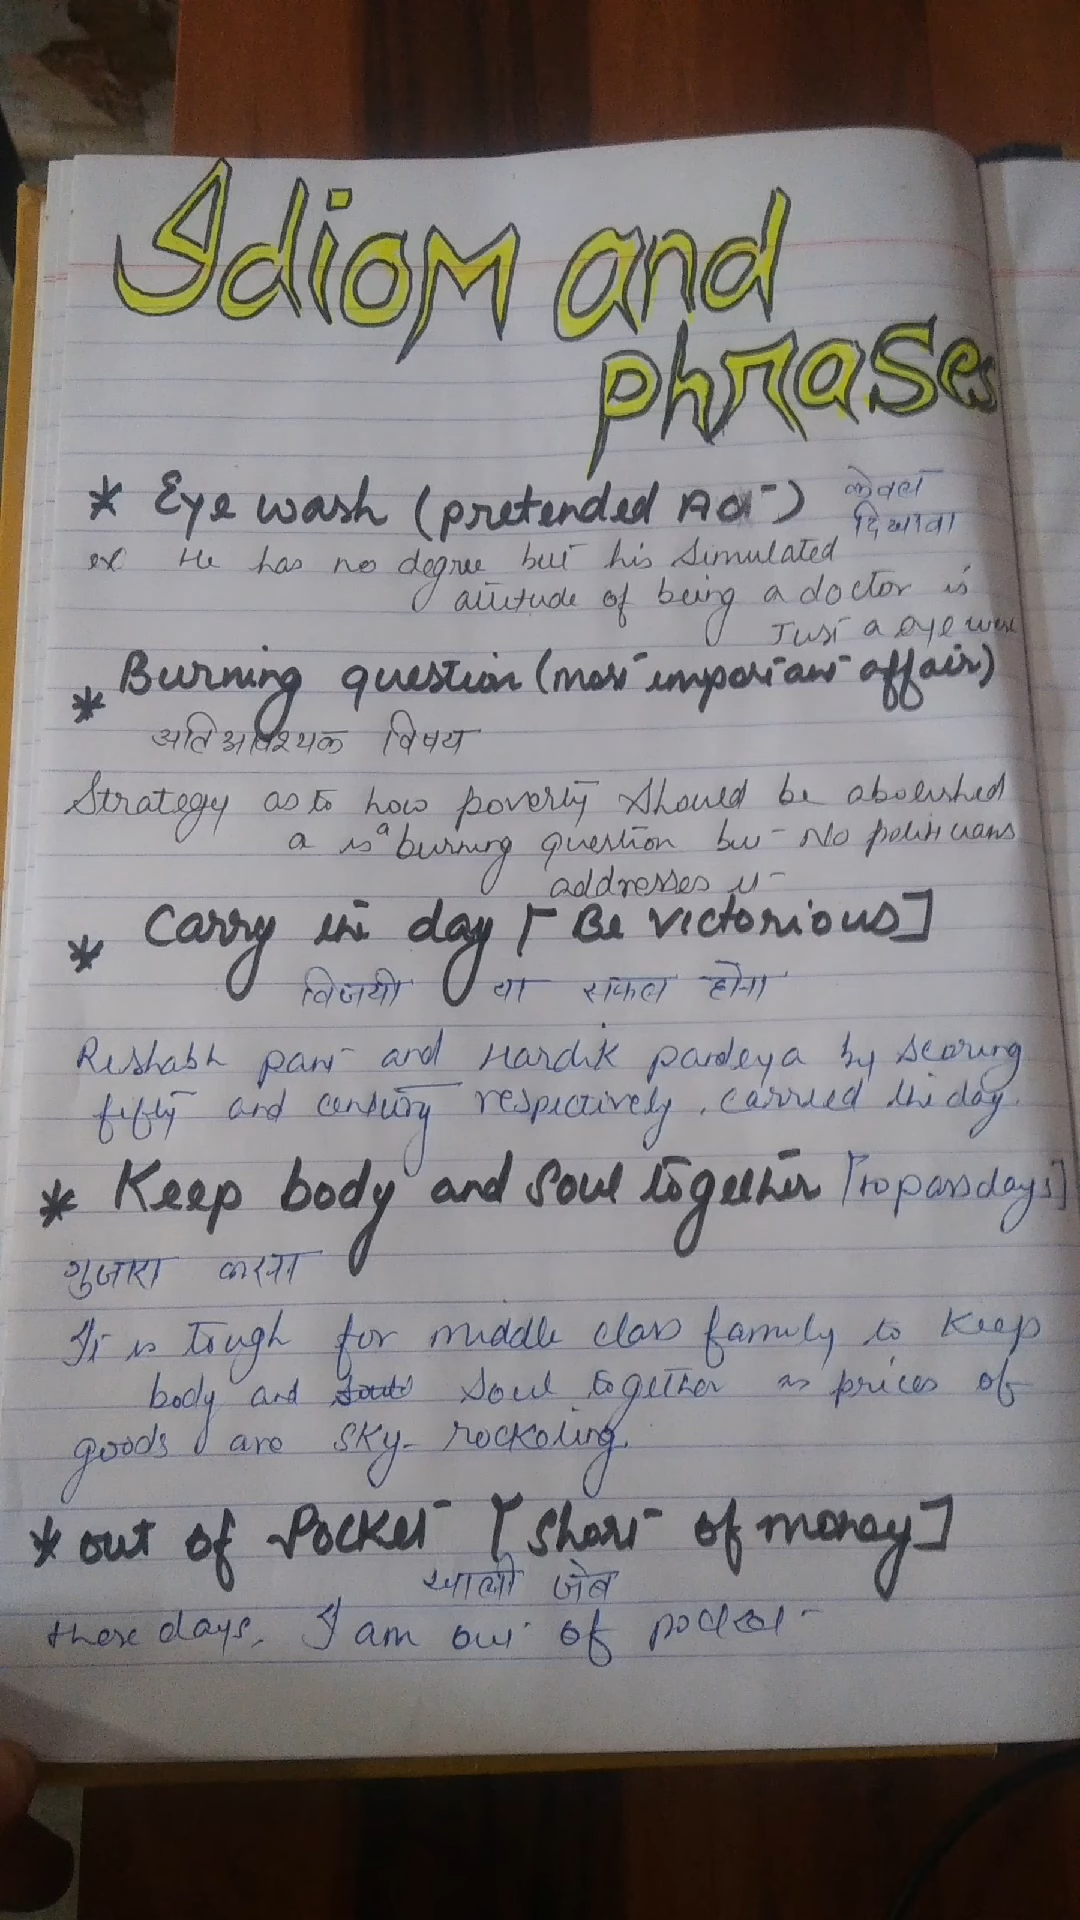 Idiom and
phrases
* Eye wash (pretended Act) केवल
दिखावा
ex He has no degree but his simulated
attitude of being a doctor is
Just a eye wash
* Burning question (most important affair)
अतिआवश्यक विषय
Strategy as to how poverty should be abolished
a is a burning question but No politicians
addresses it
* Carry the day [Be victorious]
विजयी या सफल होना
Rishabh pant and Hardik pandeya by scoring
fifty and century respectively, carried the day.
* Keep body and soul together [to pass days]
गुजारा करना
It is tough for middle class family to keep
body and soul together as prices of
goods are sky-rocketing.
* out of Pocket [short of money]
खाली जेब
these days, I am out of pocket